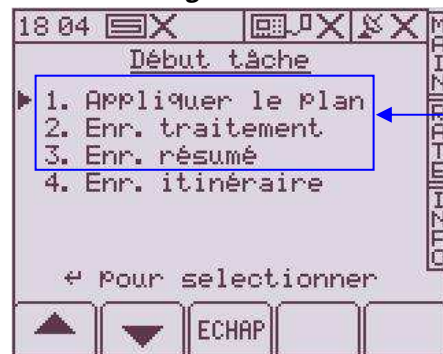 18 04
Début tâche
1. Appliquer le plan
2. Enr. traitement
3. Enr. résumé
4. Enr. itinéraire
↵ pour selectionner
ECHAP